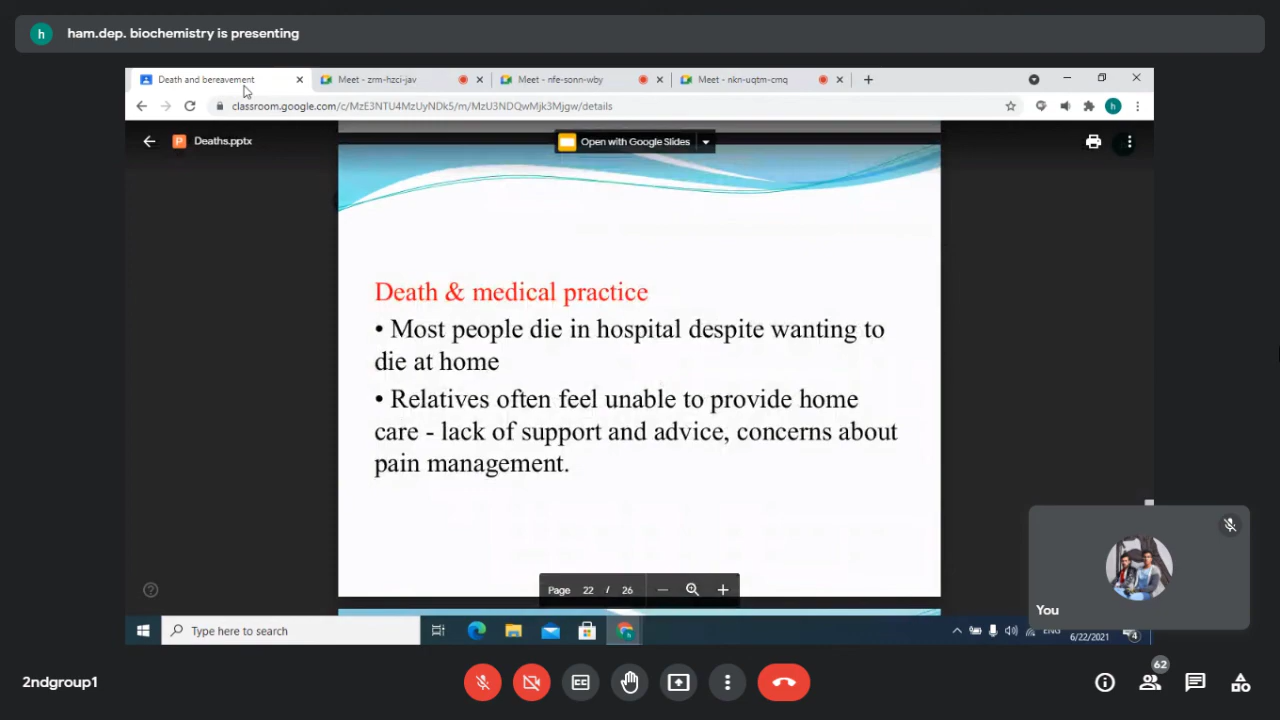 h ham.dep. biochemistry is presenting
Death and bereavement
Meet - zrm-hzci-jav
Meet - nfe-sonn-wby
Meet - nkn-uqtm-cmq
classroom.google.com/c/MzE3NTU4MzUyNDk5/m/MzU3NDQwMjk3Mjgw/details
h
P Deaths.pptx
Open with Google Slides
Death & medical practice
• Most people die in hospital despite wanting to
die at home
• Relatives often feel unable to provide home
care - lack of support and advice, concerns about
pain management.
Page 22 / 26
You
Type here to search
ENG
6/22/2021
4
2ndgroup1
CC
62